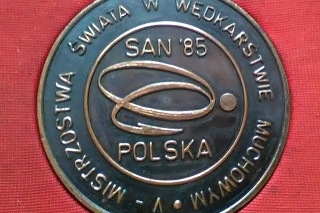 V - MISTRZOSTWA ŚWIATA W WĘDKARSTWIE MUCHOWYM •
SAN '85
POLSKA